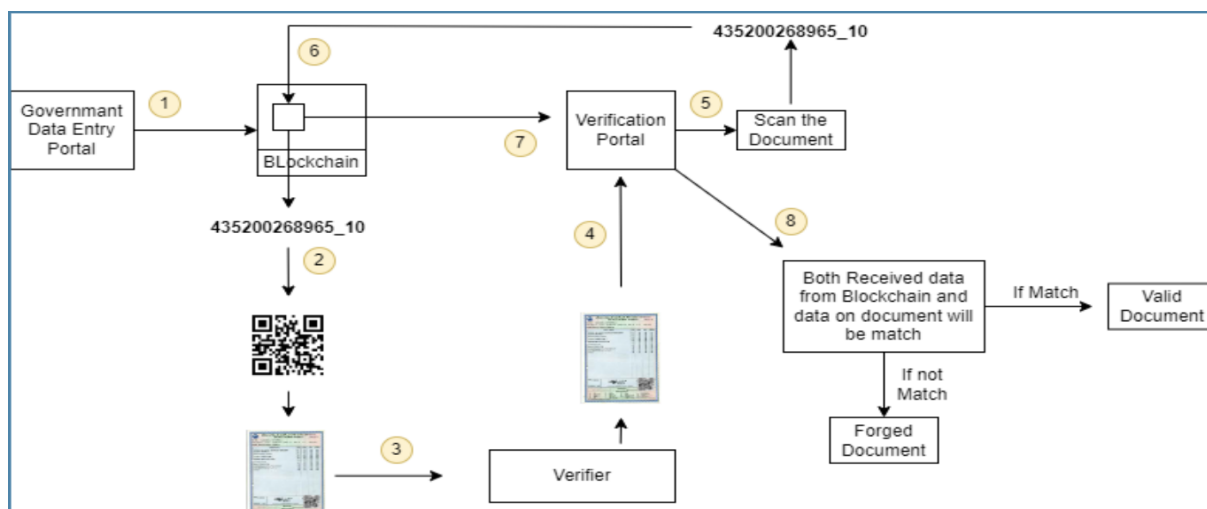 435200268965_10
6
1
5
Governmant
Data Entry
Portal
Verification
Portal
Scan the
Document
7
BLockchain
435200268965_10
4
8
2
Both Received data
from Blockchain and
data on document will
be match
If Match
Valid
Document
If not
Match
3
Forged
Document
Verifier